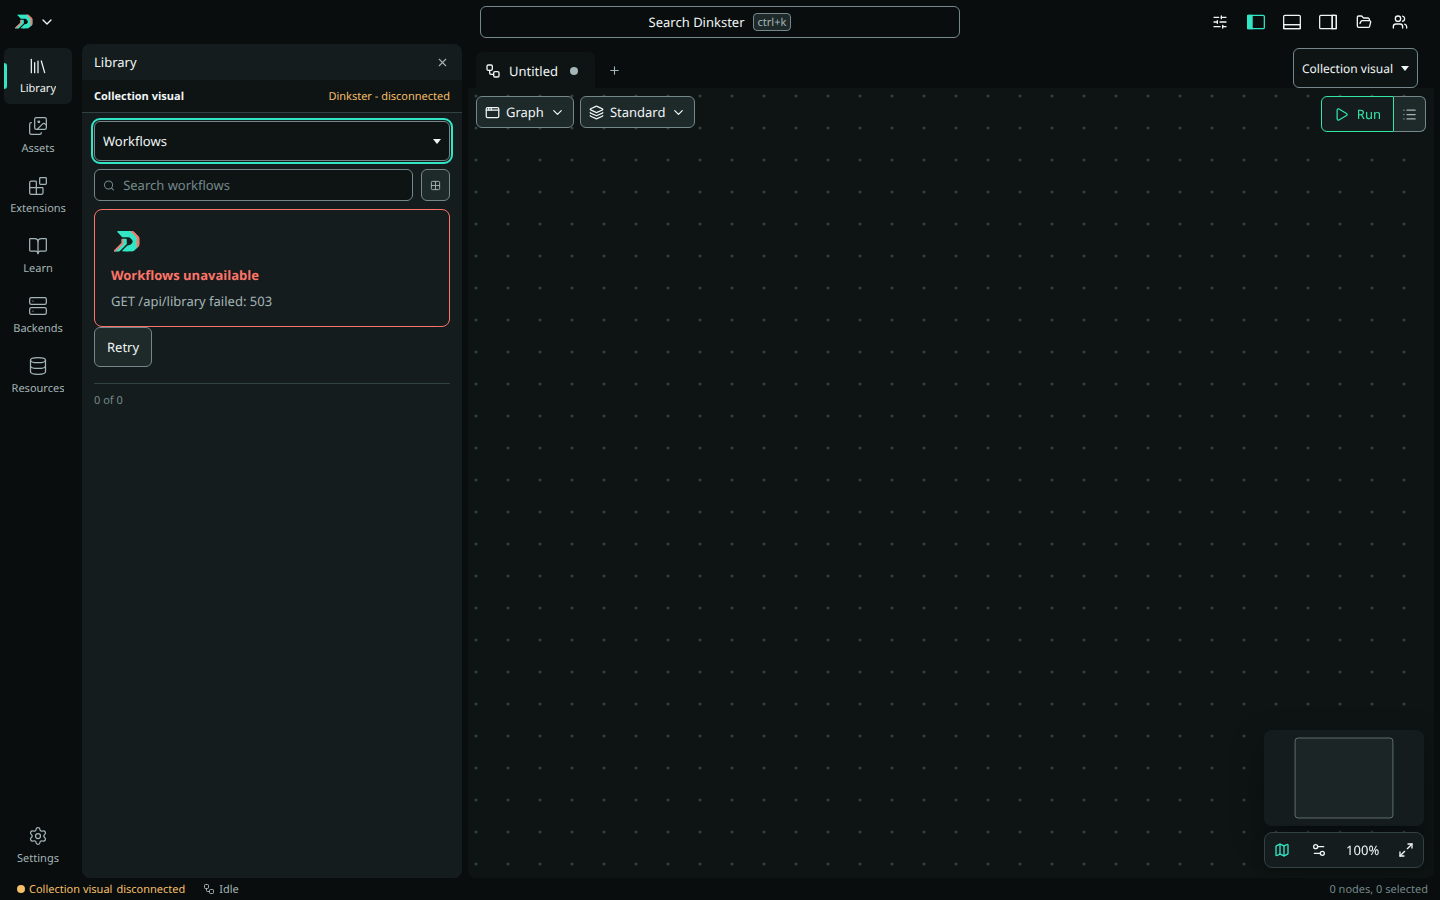 Search Dinkster ctrl+k
Library
Assets
Extensions
Learn
Backends
Resources
Settings
Library
Collection visual
Dinkster - disconnected
Workflows
Search workflows
Workflows unavailable
GET /api/library failed: 503
Retry
0 of 0
Untitled
Collection visual
Graph
Standard
Run
100%
Collection visual disconnected
Idle
0 nodes, 0 selected